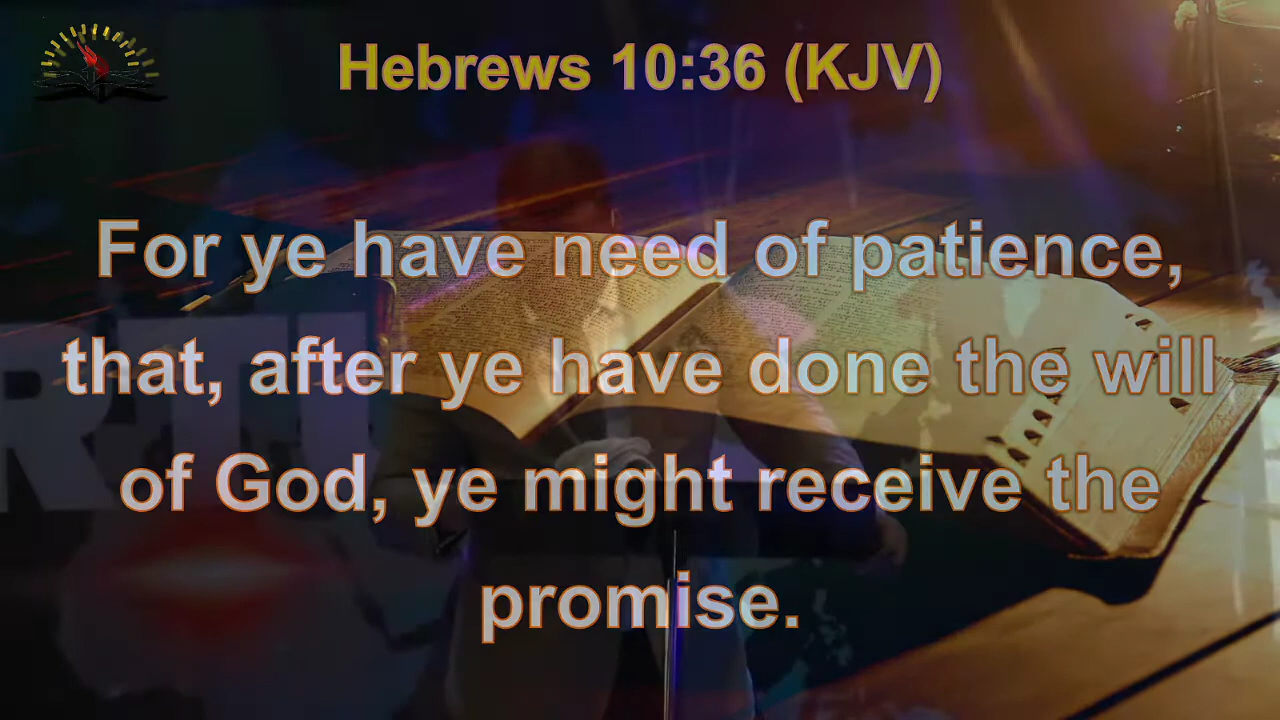 Hebrews 10:36 (KJV)
For ye have need of patience,
that, after ye have done the will
of God, ye might receive the
promise.